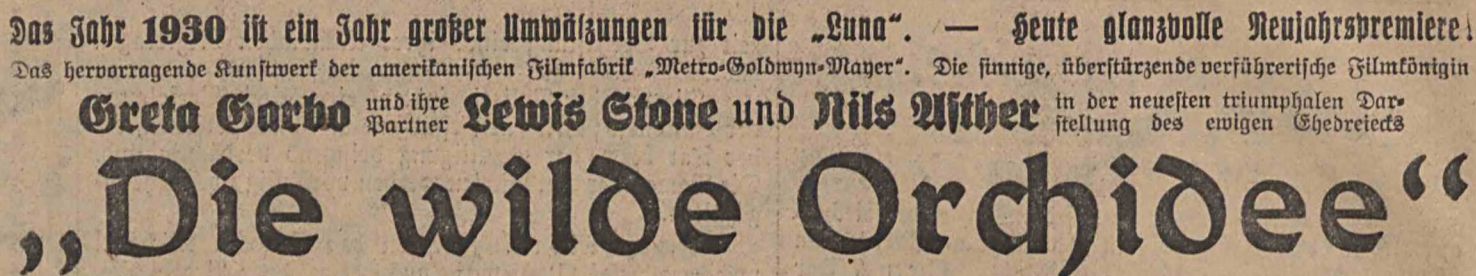 Das Jahr 1930 ist ein Jahr großer Umwälzungen für die „Luna“. — Heute glanzvolle Neujahrspremiere!
Das hervorragende Kunstwerk der amerikanischen Filmfabrik „Metro-Goldwyn-Mayer“. Die sinnige, überstürzende verführerische Filmkönigin
Greta Garbo und ihre Partner Lewis Stone und Nils Asther in der neuesten triumphalen Dar-
stellung des ewigen Ehedreiecks
„Die wilde Orchidee“